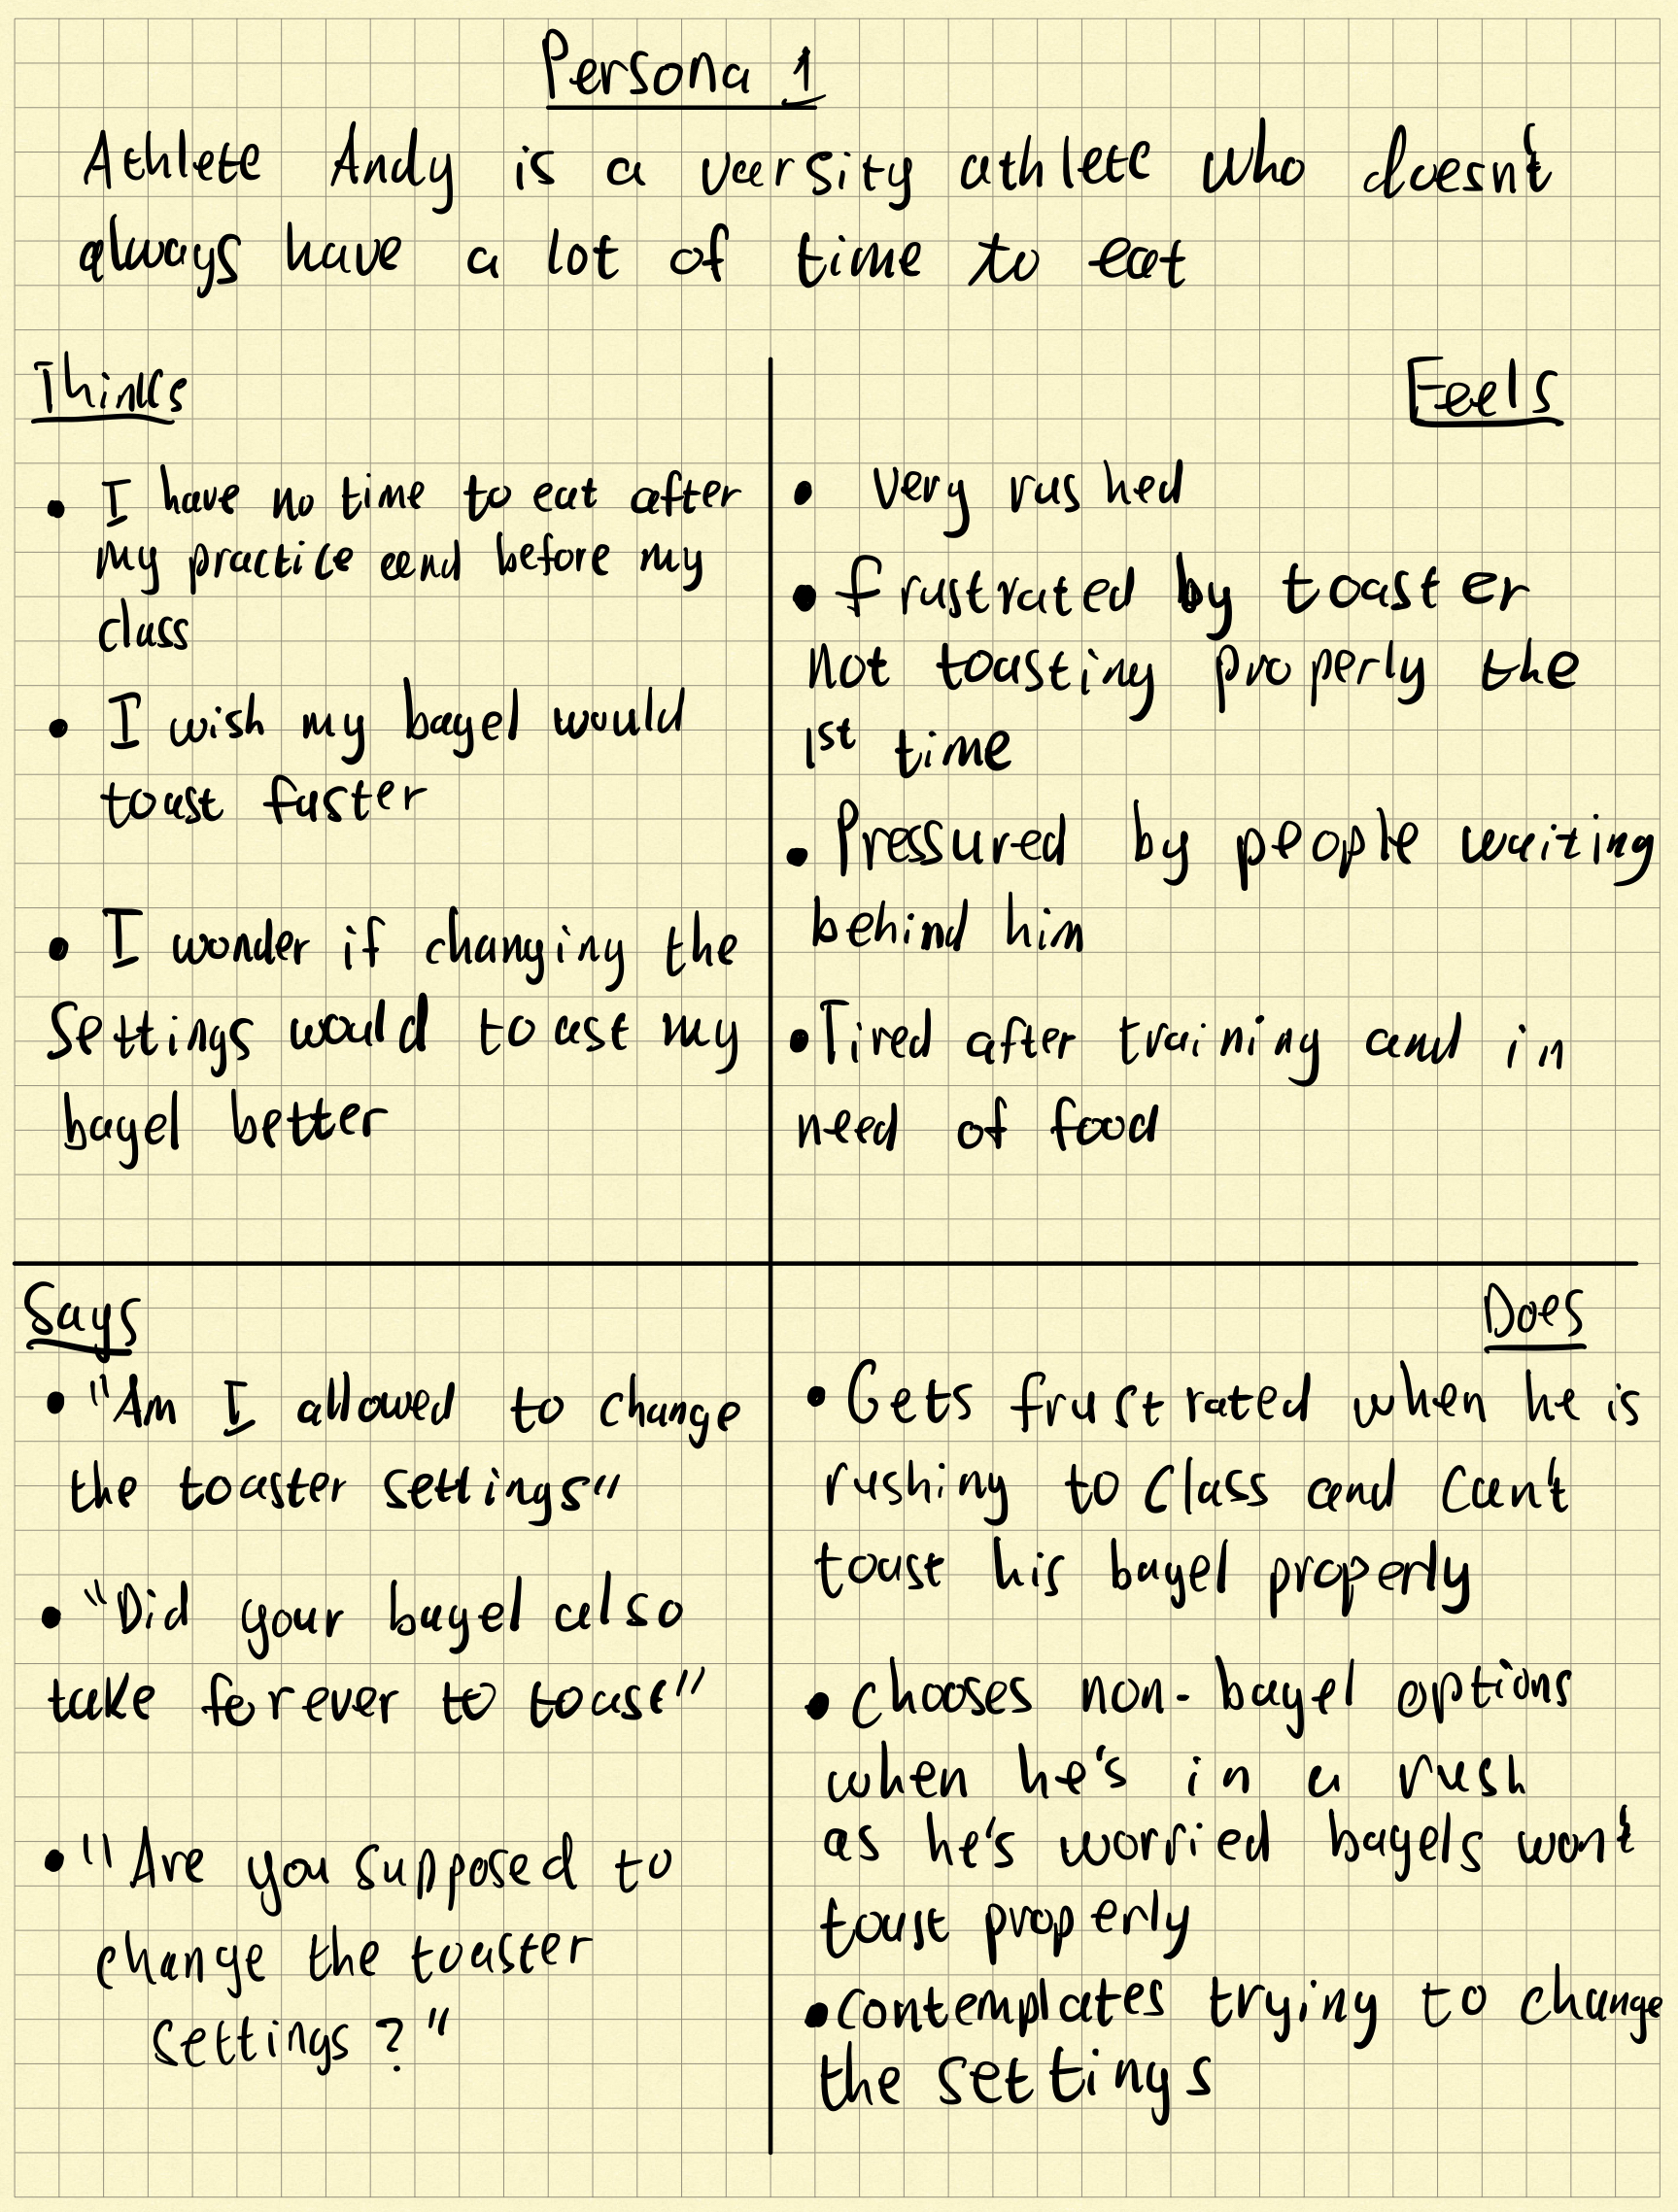 Persona 1
Athlete Andy is a varsity athlete who doesn't
always have a lot of time to eat
Thinks
• I have no time to eat after
my practice and before my
class
• I wish my bagel would
toast faster
• I wonder if changing the
settings would toast my
bagel better
Feels
• Very rushed
• frustrated by toaster
not toasting properly the
1st time
• Pressured by people waiting
behind him
• Tired after training and in
need of food
Says
• "Am I allowed to change
the toaster settings"
• "Did your bagel also
take forever to toast"
• "Are you supposed to
change the toaster
settings?"
Does
• Gets frustrated when he is
rushing to class and can't
toast his bagel properly
• chooses non-bagel options
when he's in a rush
as he's worried bagels won't
toast properly
• contemplates trying to change
the settings